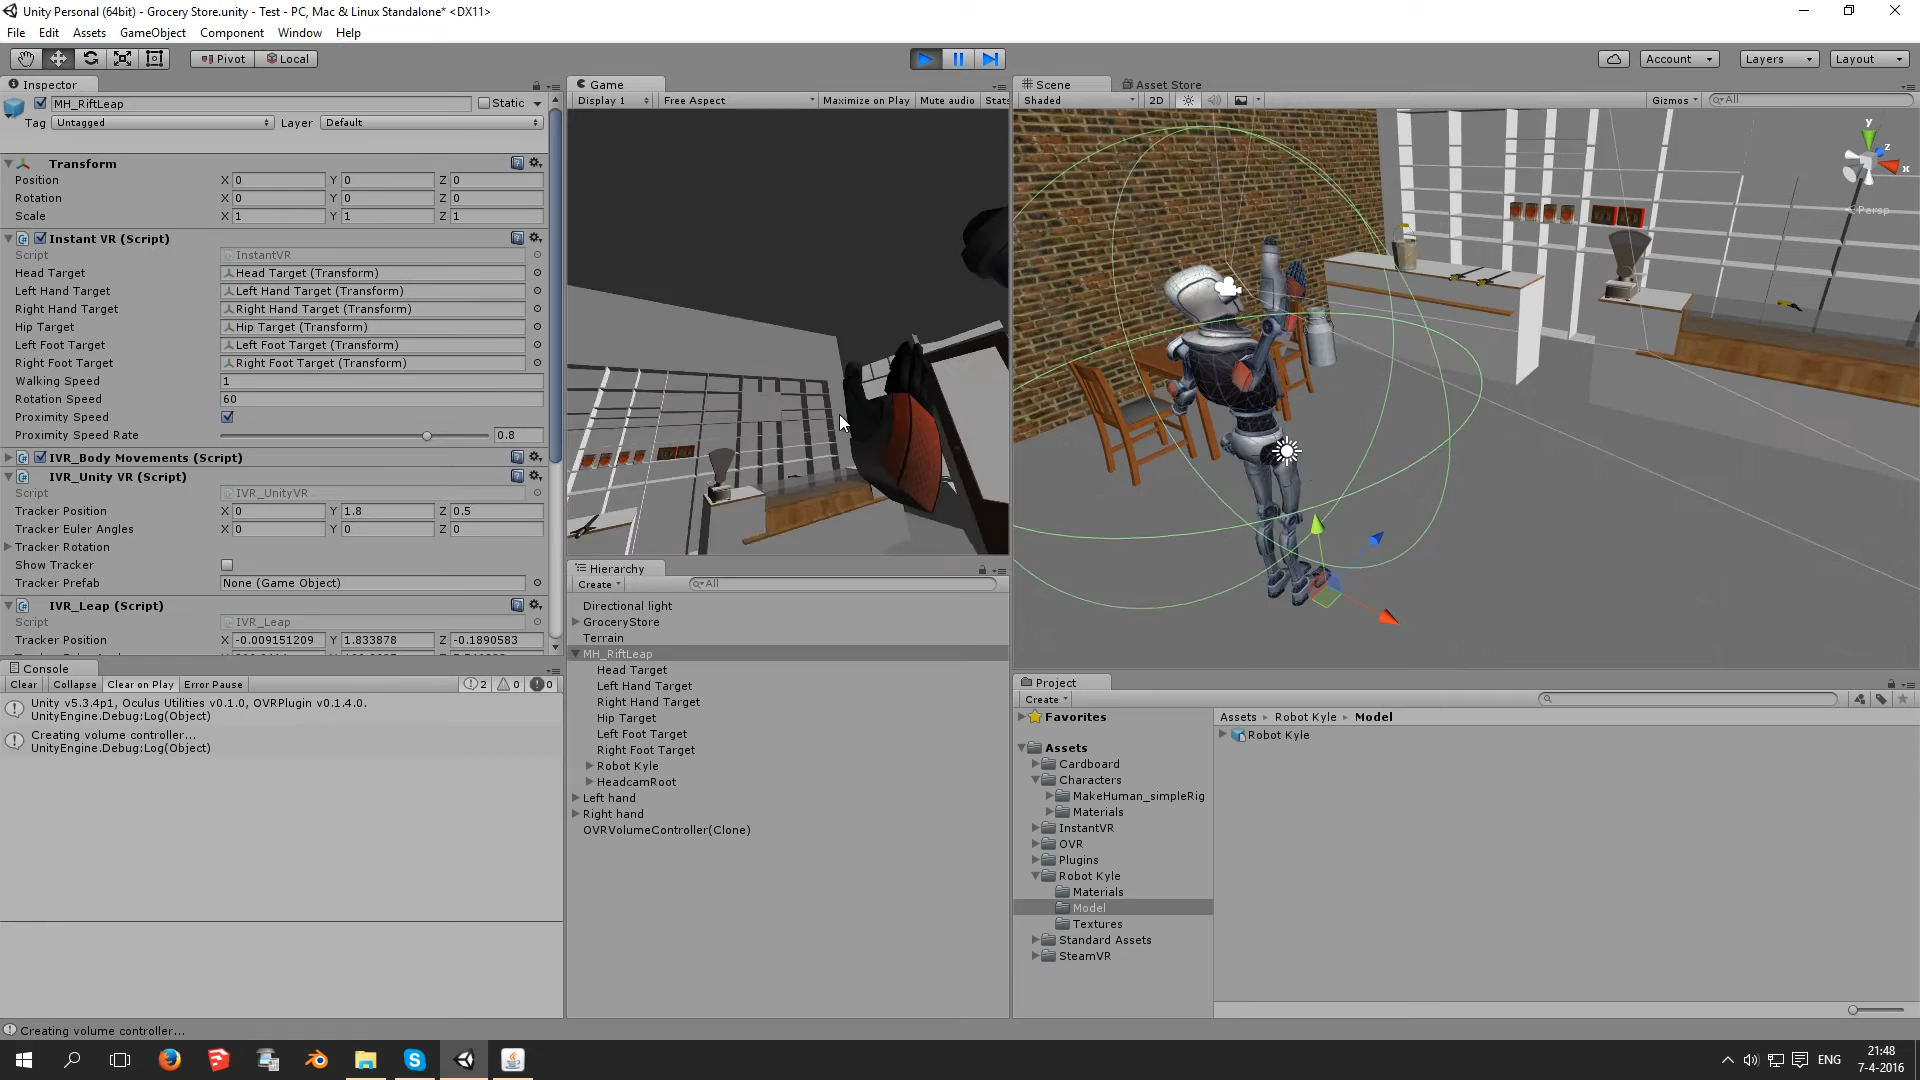 Unity Personal (64bit) - Grocery Store.unity - Test - PC, Mac & Linux Standalone* <DX11>
File Edit Assets GameObject Component Window Help
Pivot Local Account Layers Layout
Inspector
MH_RiftLeap Static
Tag Untagged Layer Default
Transform
Position X 0 Y 0 Z 0
Rotation X 0 Y 0 Z 0
Scale X 1 Y 1 Z 1
Instant VR (Script)
Script InstantVR
Head Target Head Target (Transform)
Left Hand Target Left Hand Target (Transform)
Right Hand Target Right Hand Target (Transform)
Hip Target Hip Target (Transform)
Left Foot Target Left Foot Target (Transform)
Right Foot Target Right Foot Target (Transform)
Walking Speed 1
Rotation Speed 60
Proximity Speed
Proximity Speed Rate 0.8
IVR_Body Movements (Script)
IVR_Unity VR (Script)
Script IVR_UnityVR
Tracker Position X 0 Y 1.8 Z 0.5
Tracker Euler Angles X 0 Y 0 Z 0
Tracker Rotation
Show Tracker
Tracker Prefab None (Game Object)
IVR_Leap (Script)
Script IVR_Leap
Tracker Position X -0.009151209 Y 1.833878 Z -0.1890583
Console
Clear Collapse Clear on Play Error Pause 2 0 0
Unity v5.3.4p1, Oculus Utilities v0.1.0, OVRPlugin v0.1.4.0.
UnityEngine.Debug:Log(Object)
Creating volume controller...
UnityEngine.Debug:Log(Object)
Creating volume controller...
Game
Display 1 Free Aspect Maximize on Play Mute audio Stats
Hierarchy
Create All
Directional light
GroceryStore
Terrain
MH_RiftLeap
Head Target
Left Hand Target
Right Hand Target
Hip Target
Left Foot Target
Right Foot Target
Robot Kyle
HeadcamRoot
Left hand
Right hand
OVRVolumeController(Clone)
Scene Asset Store
Shaded 2D Gizmos All
y
z
x
Persp
Project
Create
Favorites
Assets
Cardboard
Characters
MakeHuman_simpleRig
Materials
InstantVR
OVR
Plugins
Robot Kyle
Materials
Model
Textures
Standard Assets
SteamVR
Assets Robot Kyle Model
Robot Kyle
ENG
21:48
7-4-2016